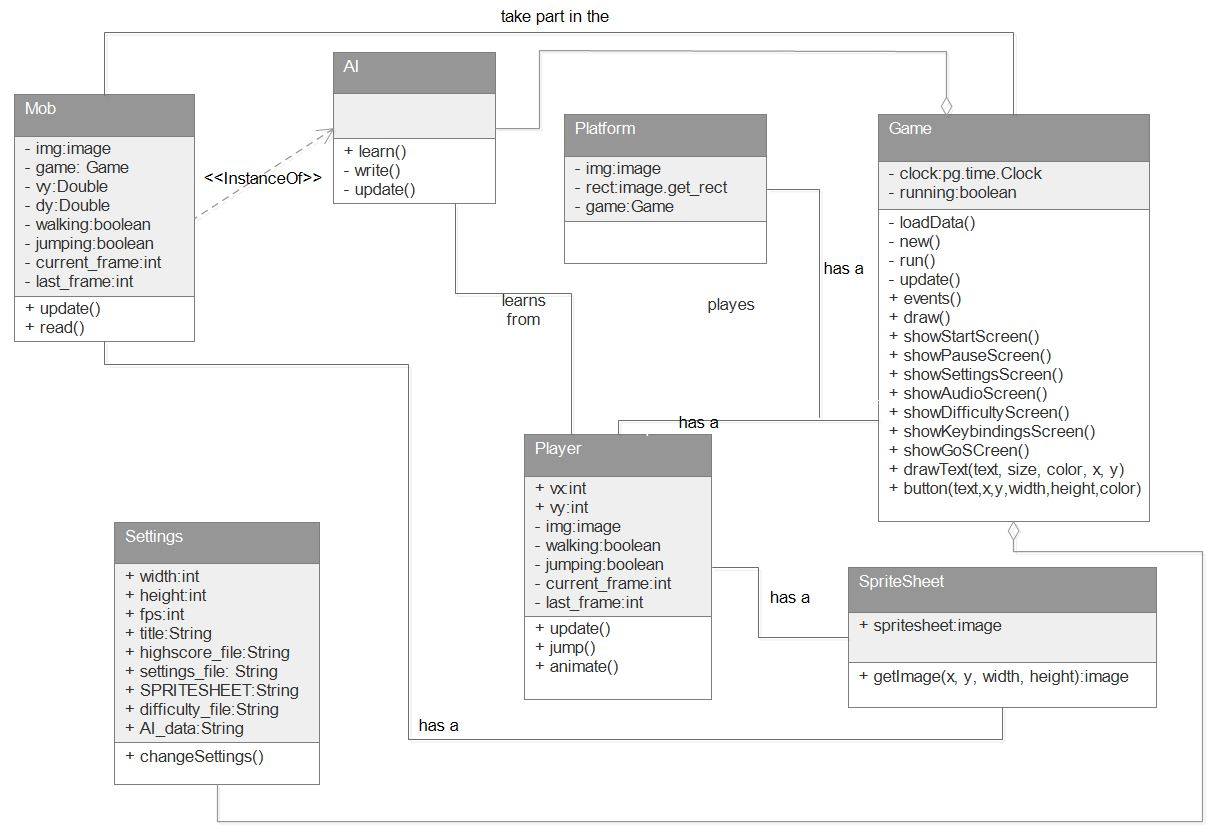 take part in the
AI
+ learn()
- write()
- update()
Mob
- img:image
- game: Game
- vy:Double
- dy:Double
- walking:boolean
- jumping:boolean
- current_frame:int
- last_frame:int
+ update()
+ read()
<<InstanceOf>>
Platform
- img:image
- rect:image.get_rect
- game:Game
Game
- clock:pg.time.Clock
- running:boolean
- loadData()
- new()
- run()
- update()
+ events()
+ draw()
+ showStartScreen()
+ showPauseScreen()
+ showSettingsScreen()
+ showAudioScreen()
+ showDifficultyScreen()
+ showKeybindingsScreen()
+ showGoSCreen()
+ drawText(text, size, color, x, y)
+ button(text,x,y,width,height,color)
has a
learns
from
playes
has a
Player
+ vx:int
+ vy:int
- img:image
- walking:boolean
- jumping:boolean
- current_frame:int
- last_frame:int
+ update()
+ jump()
+ animate()
Settings
+ width:int
+ height:int
+ fps:int
+ title:String
+ highscore_file:String
+ settings_file: String
+ SPRITESHEET:String
+ difficulty_file:String
+ AI_data:String
+ changeSettings()
has a
SpriteSheet
+ spritesheet:image
+ getImage(x, y, width, height):image
has a